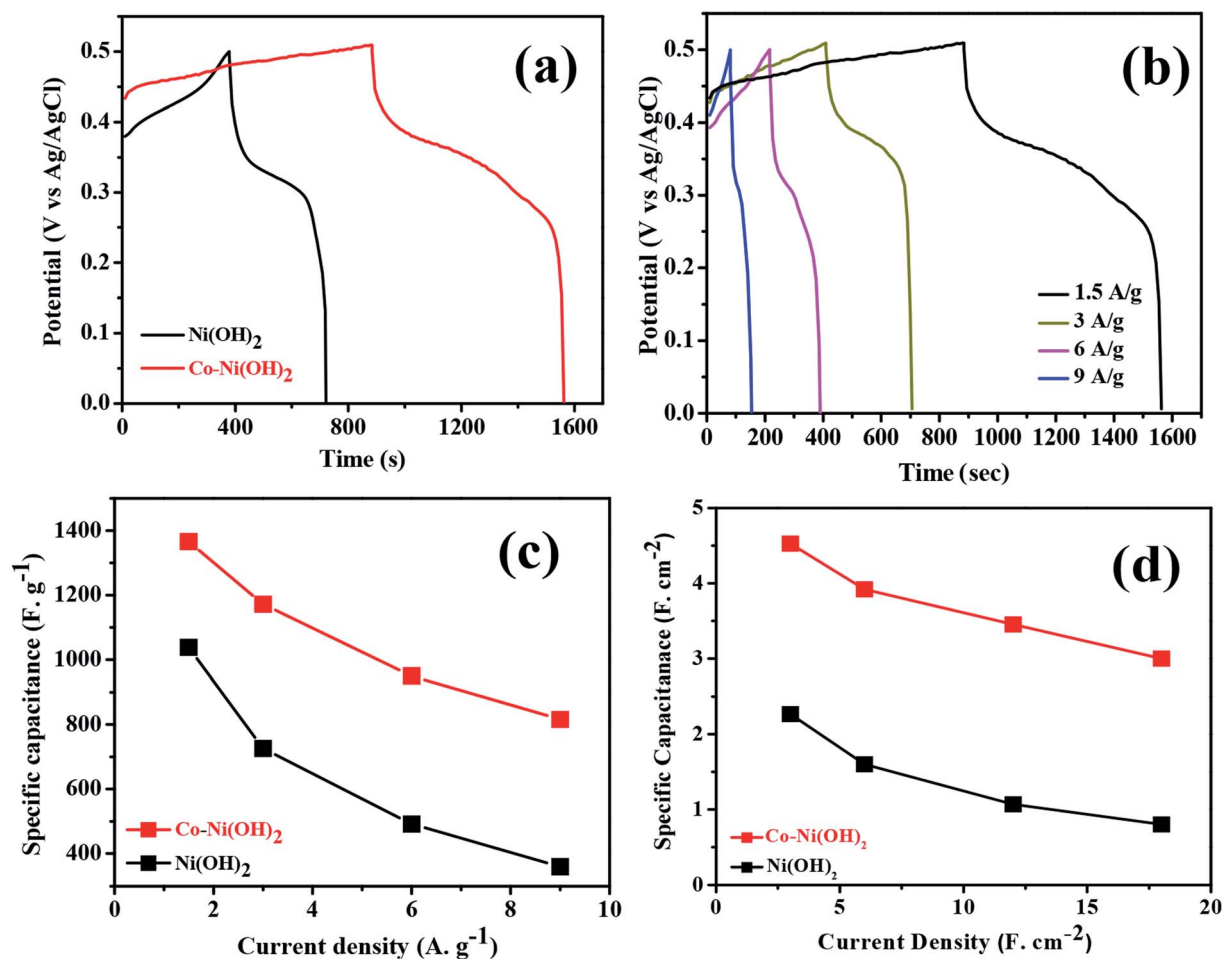 (a)
Potential (V vs Ag/AgCl)
0.5
0.4
0.3
0.2
0.1
0.0
Ni(OH)2
Co-Ni(OH)2
0 400 800 1200 1600
Time (s)
(b)
Potential (V vs Ag/AgCl)
0.5
0.4
0.3
0.2
0.1
0.0
1.5 A/g
3 A/g
6 A/g
9 A/g
0 200 400 600 800 1000 1200 1400 1600
Time (sec)
(c)
Specific capacitance (F. g-1)
1400
1200
1000
800
600
400
Co-Ni(OH)2
Ni(OH)2
0 2 4 6 8 10
Current density (A. g-1)
(d)
Specific Capacitanace (F. cm-2)
5
4
3
2
1
0
Co-Ni(OH)2
Ni(OH)2
0 5 10 15 20
Current Density (F. cm-2)